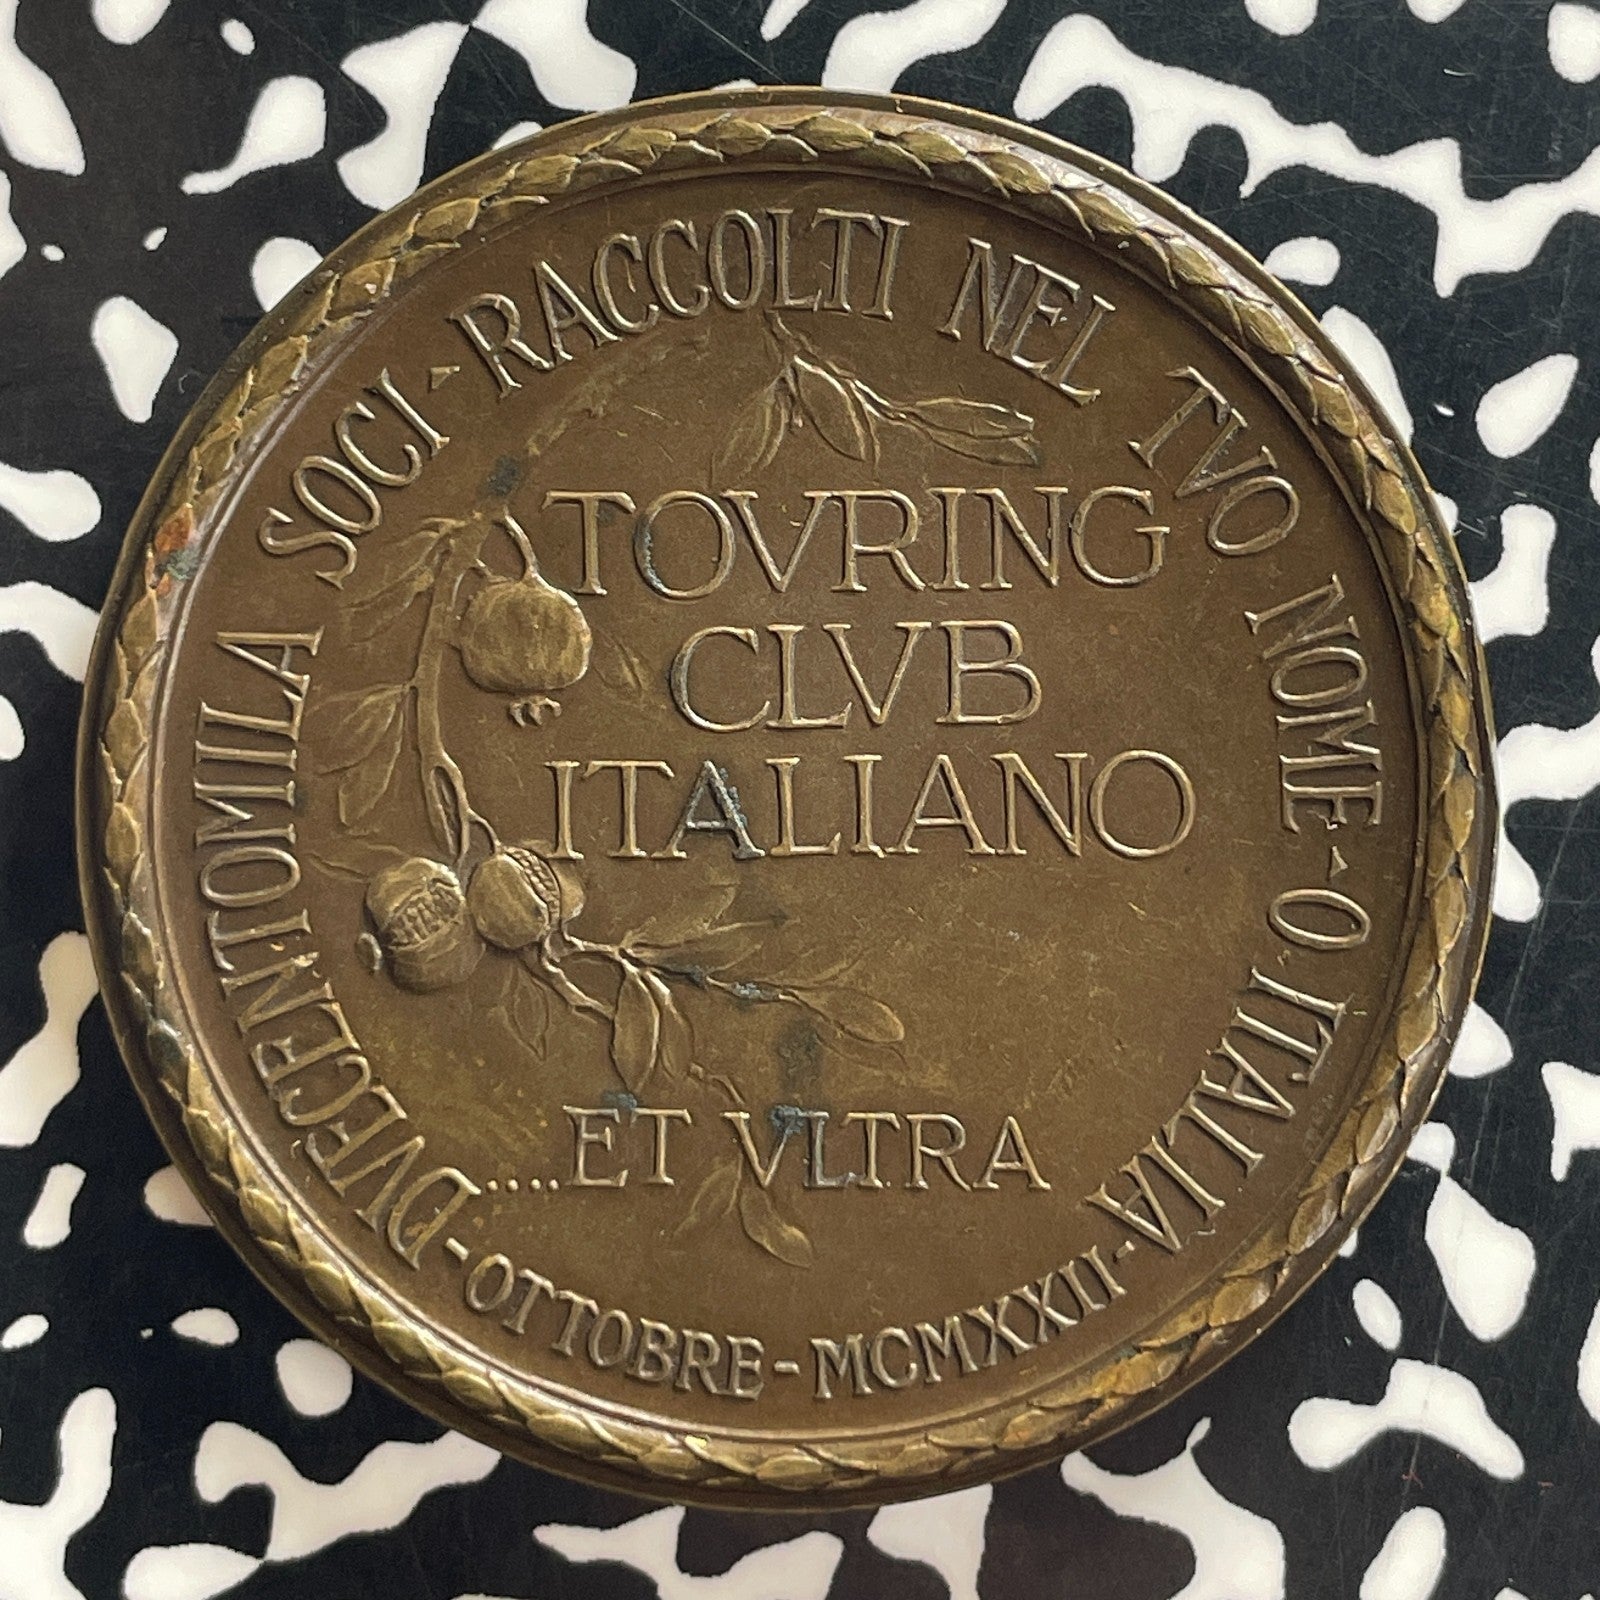 DVECENTOMILA SOCI - RACCOLTI NEL TVO NOME - O ITALIA - OTTOBRE - MCMXXII -
TOVRING
CLVB
ITALIANO
....ET VLTRA